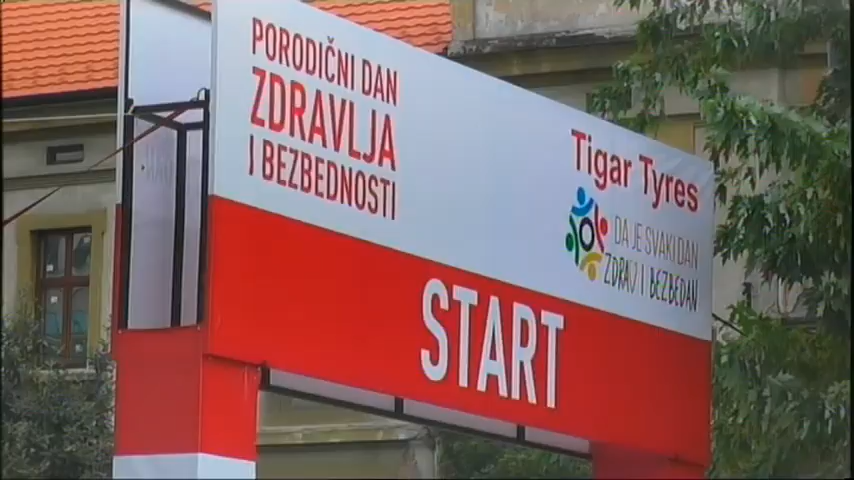 PORODIČNI DAN
ZDRAVLJA
I BEZBEDNOSTI
Tigar Tyres
DA JE SVAKI DAN
ZDRAV I BEZBEDAN
START